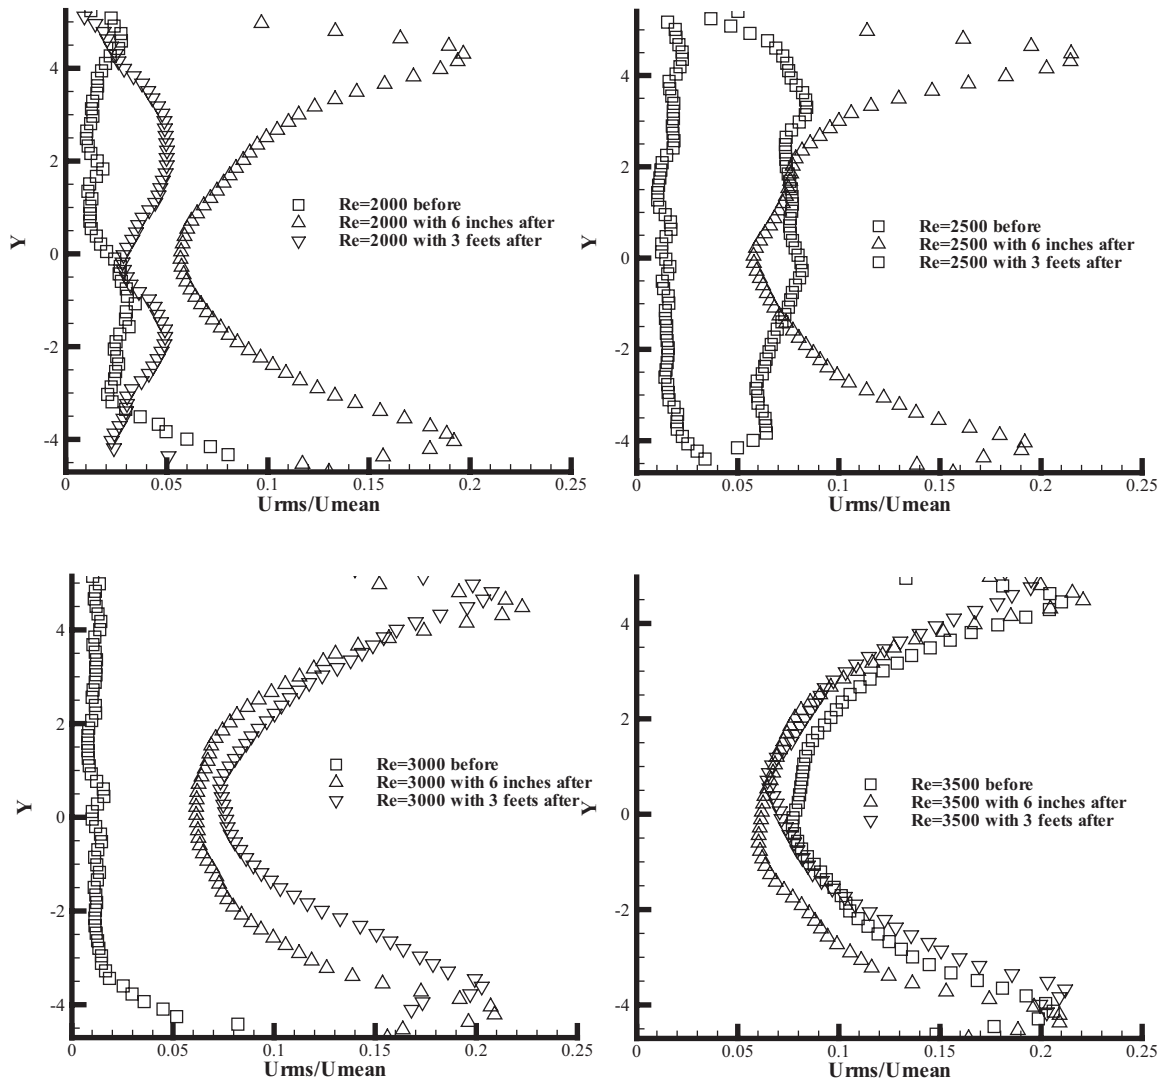 4
2
0
-2
-4
Y
Re=2000 before
Re=2000 with 6 inches after
Re=2000 with 3 feets after
0 0.05 0.1 0.15 0.2 0.25
Urms/Umean
4
2
0
-2
-4
Y
Re=2500 before
Re=2500 with 6 inches after
Re=2500 with 3 feets after
0 0.05 0.1 0.15 0.2 0.25
Urms/Umean
4
2
0
-2
-4
Y
Re=3000 before
Re=3000 with 6 inches after
Re=3000 with 3 feets after
0 0.05 0.1 0.15 0.2 0.25
Urms/Umean
4
2
0
-2
-4
Y
Re=3500 before
Re=3500 with 6 inches after
Re=3500 with 3 feets after
0 0.05 0.1 0.15 0.2 0.25
Urms/Umean